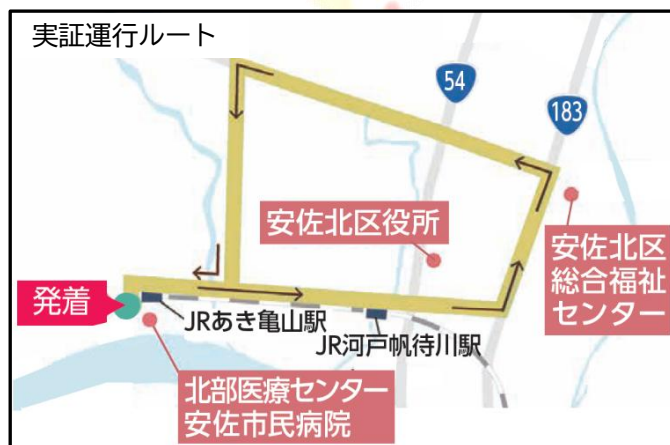 実証運行ルート
54
183
安佐北区役所
安佐北区
総合福祉
センター
発着
JRあき亀山駅
JR河戸帆待川駅
北部医療センター
安佐市民病院